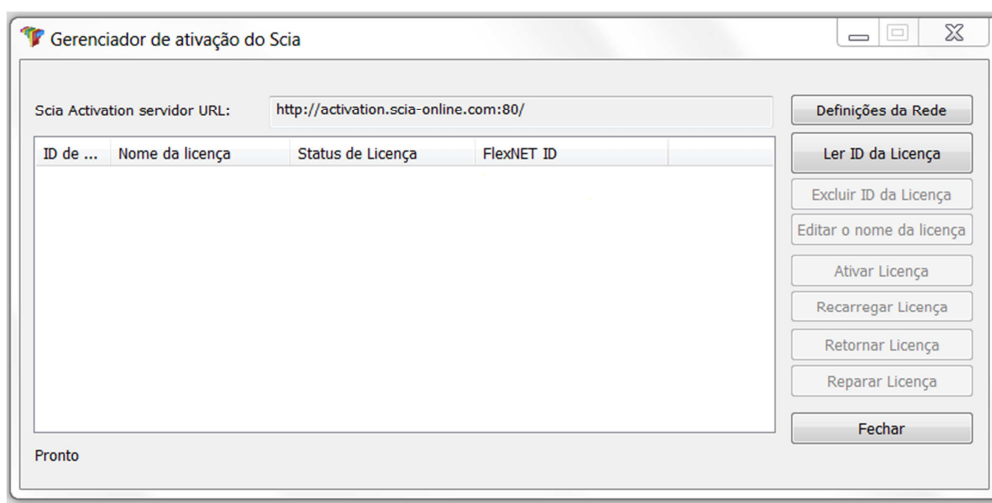 Gerenciador de ativação do Scia
Scia Activation servidor URL: http://activation.scia-online.com:80/
Definições da Rede
ID de ... Nome da licença Status de Licença FlexNET ID
Ler ID da Licença
Excluir ID da Licença
Editar o nome da licença
Ativar Licença
Recarregar Licença
Retornar Licença
Reparar Licença
Fechar
Pronto